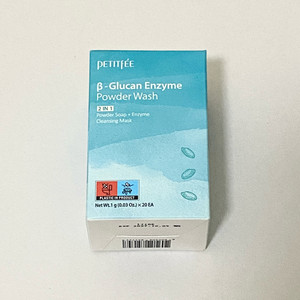 PETITFÉE
β-Glucan Enzyme
Powder Wash
2 IN 1
Powder Soap + Enzyme
Cleansing Mask
PLASTIC IN PRODUCT
Net Wt. 1 g (0.03 Oz.) × 20 EA